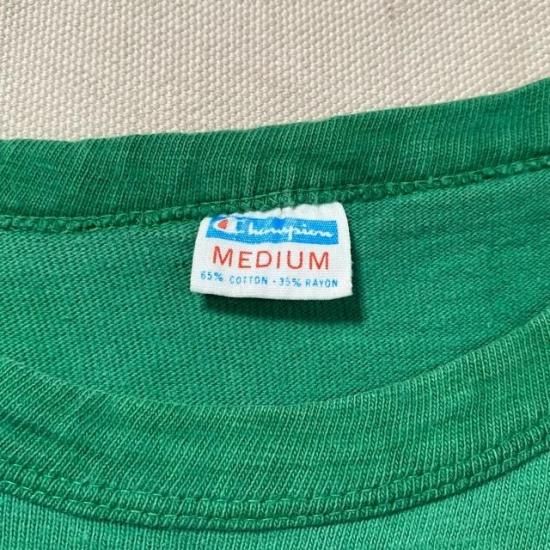 Champion
MEDIUM
65% COTTON - 35% RAYON